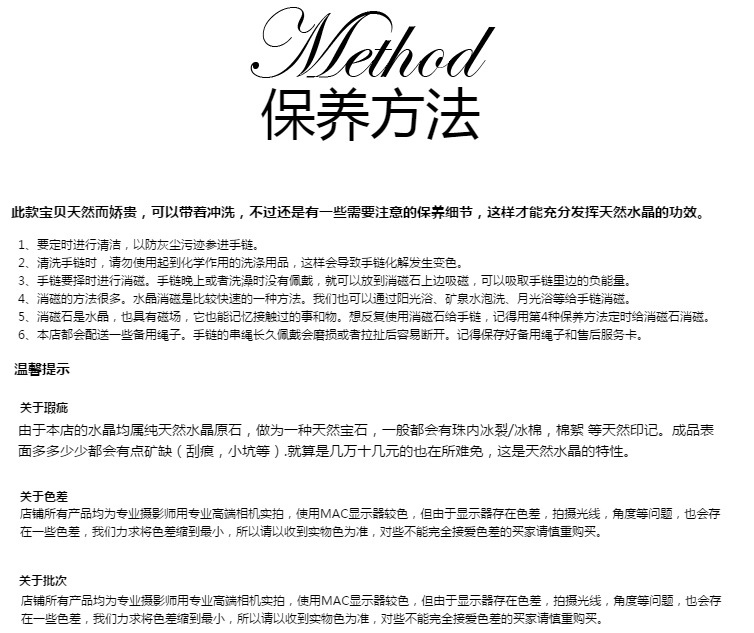 Method
保养方法
此款宝贝天然而娇贵，可以带着冲洗，不过还是有一些需要注意的保养细节，这样才能充分发挥天然水晶的功效。
1、要定时进行清洁，以防灰尘污迹参进手链。
2、清洗手链时，请勿使用起到化学作用的洗涤用品，这样会导致手链化解发生变色。
3、手链要择时进行消磁。手链晚上或者洗澡时没有佩戴，就可以放到消磁石上边吸磁，可以吸取手链里边的负能量。
4、消磁的方法很多。水晶消磁是比较快速的一种方法。我们也可以通过阳光浴、矿泉水泡洗、月光浴等给手链消磁。
5、消磁石是水晶，也具有磁场，它也能记忆接触过的事和物。想反复使用消磁石给手链，记得用第4种保养方法定时给消磁石消磁。
6、本店都会配送一些备用绳子。手链的串绳长久佩戴会磨损或者拉扯后容易断开。记得保存好备用绳子和售后服务卡。
温馨提示
关于瑕疵
由于本店的水晶均属纯天然水晶原石，做为一种天然宝石，一般都会有珠内冰裂/冰棉，棉絮 等天然印记。成品表
面多多少少都会有点矿缺（刮痕，小坑等）.就算是几万十几元的也在所难免，这是天然水晶的特性。
关于色差
店铺所有产品均为专业摄影师用专业高端相机实拍，使用MAC显示器较色，但由于显示器存在色差，拍摄光线，角度等问题，也会存
在一些色差，我们力求将色差缩到最小，所以请以收到实物色为准，对些不能完全接爱色差的买家请慎重购买。
关于批次
店铺所有产品均为专业摄影师用专业高端相机实拍，使用MAC显示器较色，但由于显示器存在色差，拍摄光线，角度等问题，也会存
在一些色差，我们力求将色差缩到最小，所以请以收到实物色为准，对些不能完全接爱色差的买家请慎重购买。